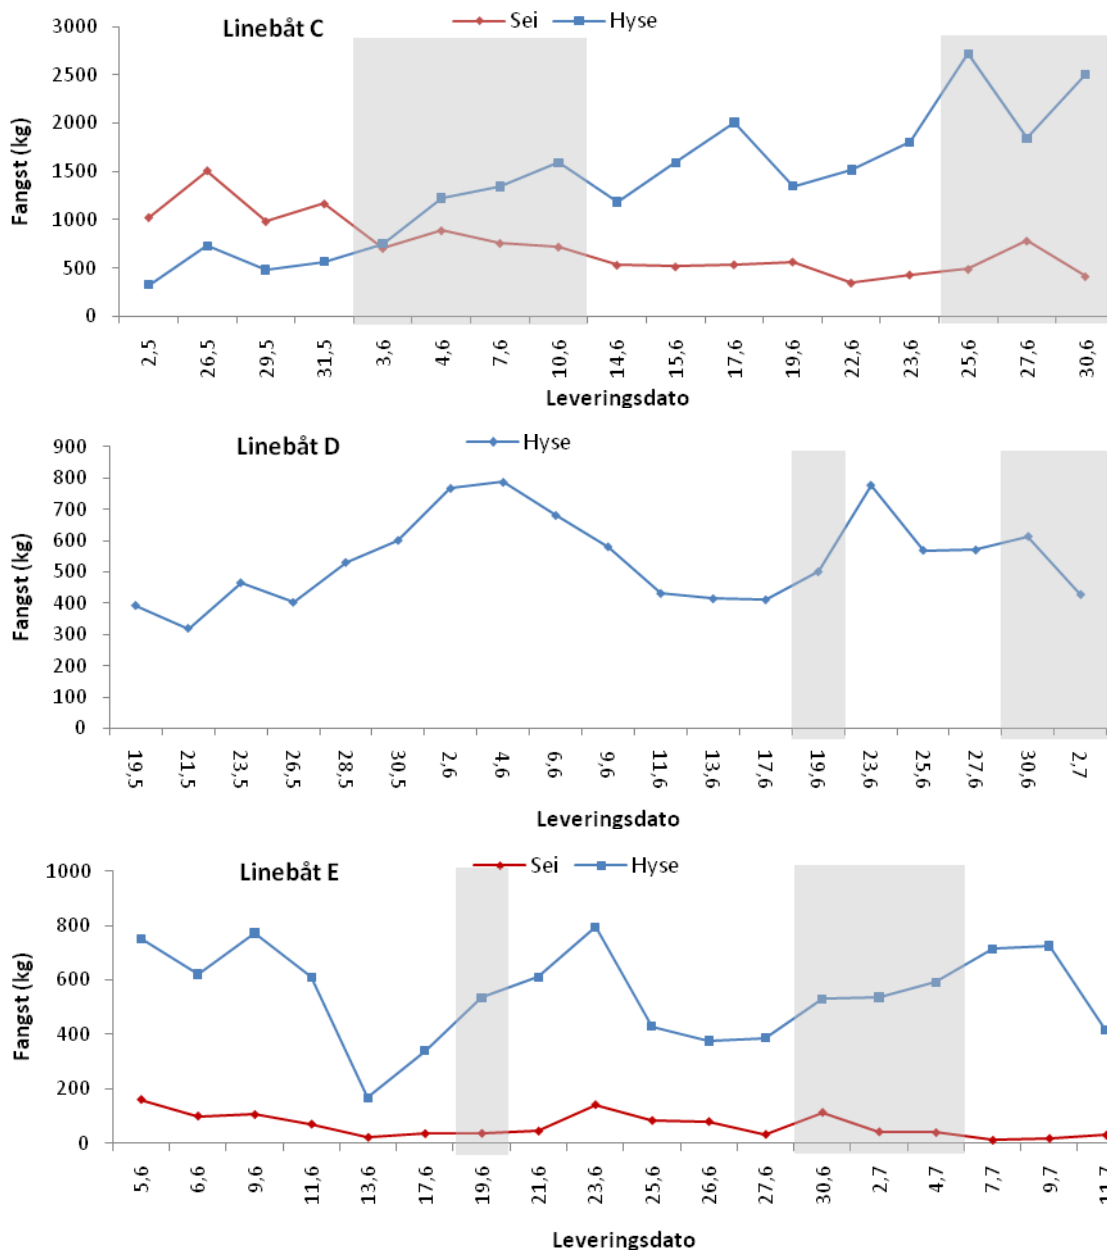 Linebåt C
Sei Hyse
Fangst (kg)
3000
2500
2000
1500
1000
500
0
2,5 26,5 29,5 31,5 3,6 4,6 7,6 10,6 14,6 15,6 17,6 19,6 22,6 23,6 25,6 27,6 30,6
Leveringsdato
Linebåt D
Hyse
Fangst (kg)
900
800
700
600
500
400
300
200
100
0
19,5 21,5 23,5 26,5 28,5 30,5 2,6 4,6 6,6 9,6 11,6 13,6 17,6 19,6 23,6 25,6 27,6 30,6 2,7
Leveringsdato
Linebåt E
Sei Hyse
Fangst (kg)
1000
800
600
400
200
0
5,6 6,6 9,6 11,6 13,6 17,6 19,6 21,6 23,6 25,6 26,6 27,6 30,6 2,7 4,7 7,7 9,7 11,7
Leveringsdato